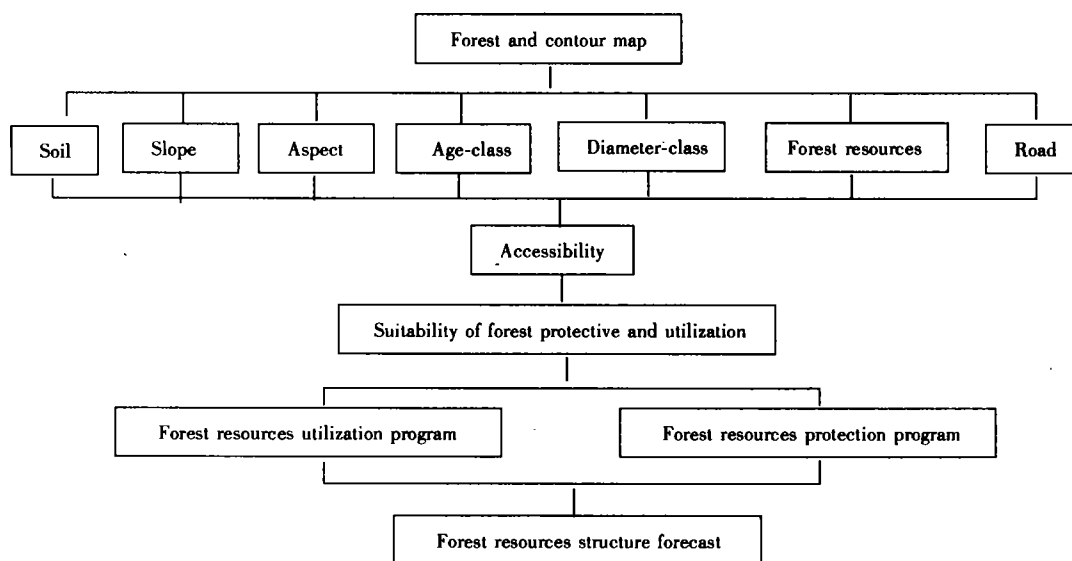 Forest and contour map
Soil
Slope
Aspect
Age-class
Diameter-class
Forest resources
Road
Accessibility
Suitability of forest protective and utilization
Forest resources utilization program
Forest resources protection program
Forest resources structure forecast